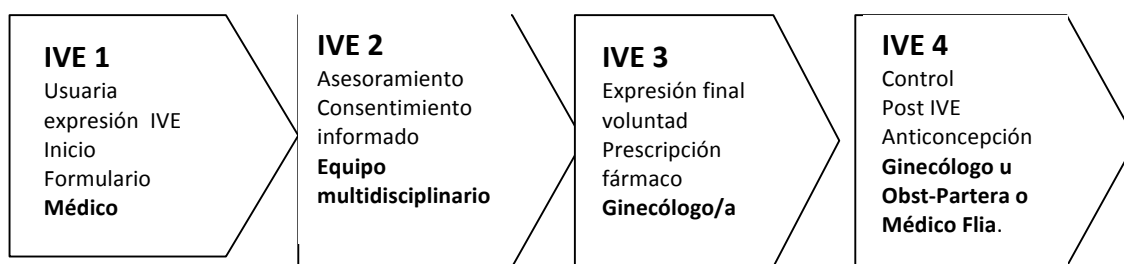 IVE 1
Usuaria
expresión IVE
Inicio
Formulario
Médico
IVE 2
Asesoramiento
Consentimiento
informado
Equipo
multidisciplinario
IVE 3
Expresión final
voluntad
Prescripción
fármaco
Ginecólogo/a
IVE 4
Control
Post IVE
Anticoncepción
Ginecólogo u
Obst-Partera o
Médico Flia.